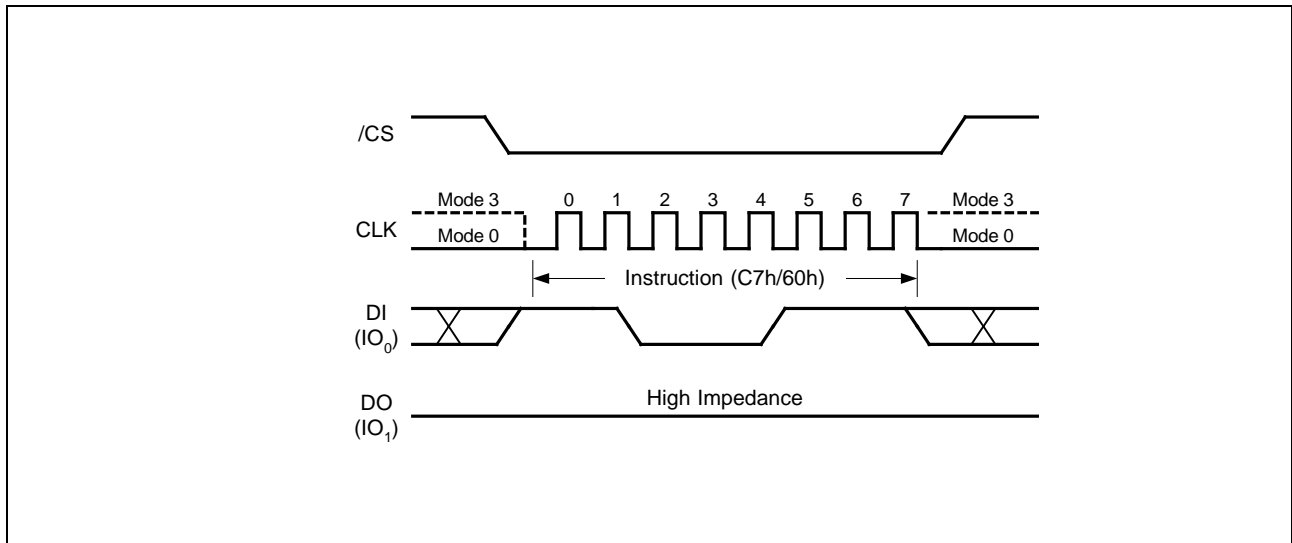 /CS
Mode 3 0 1 2 3 4 5 6 7 Mode 3
CLK
Mode 0 Mode 0
Instruction (C7h/60h)
DI
(IO0)
High Impedance
DO
(IO1)